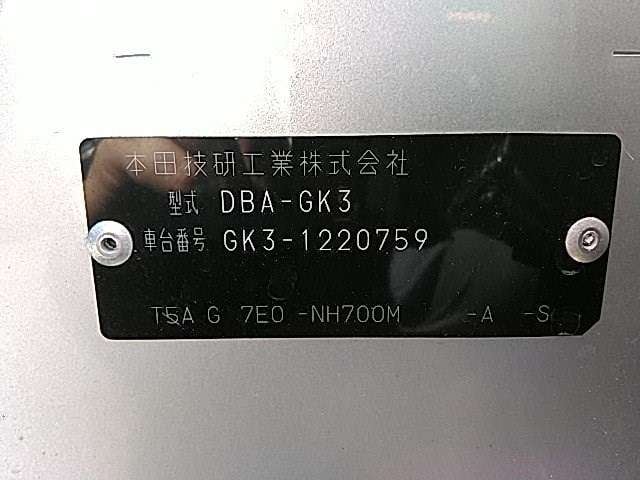 本田技研工業株式会社
型式 DBA-GK3
車台番号 GK3-1220759
T5A G 7E0 -NH700M -A -S